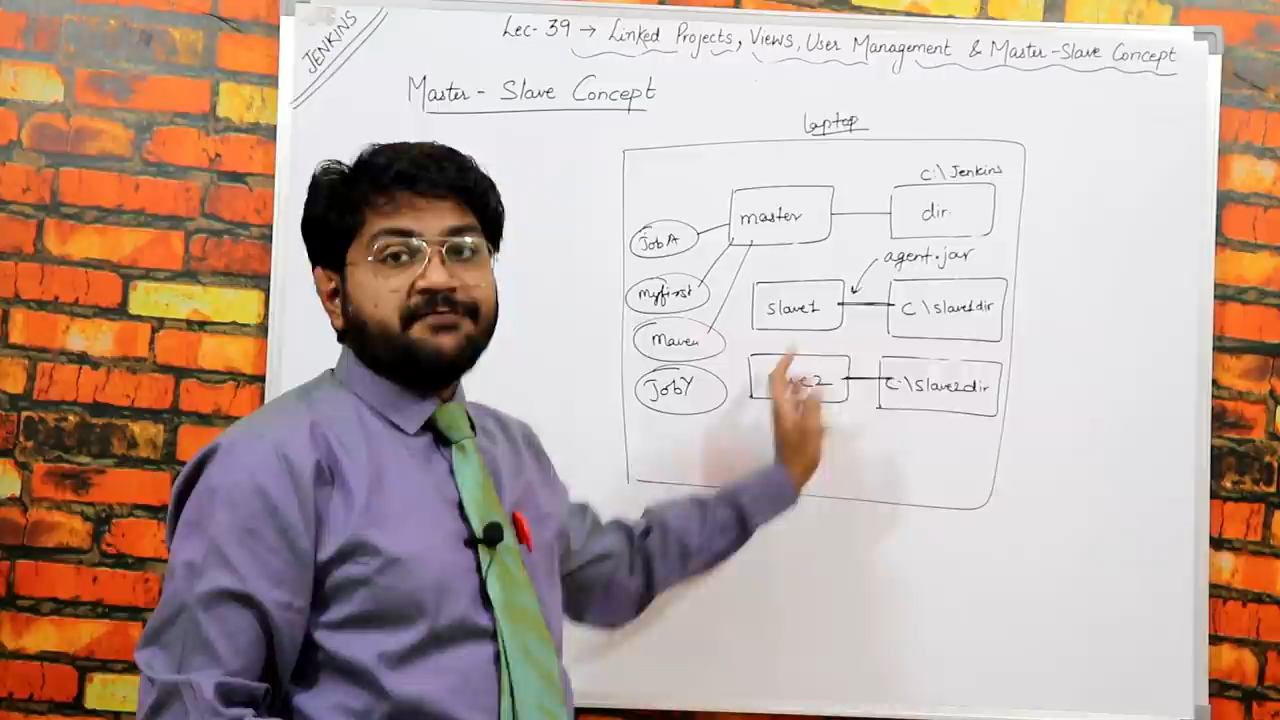 JENKINS
Lec-39 → Linked Projects, Views, User Management & Master-Slave Concept
Master - Slave Concept
laptop
C:\Jenkins
master
dir.
JobA
agent.jar
Myfirst
Slave1
C:\Slave1dir
Maven
JobY
C:\Slave2dir